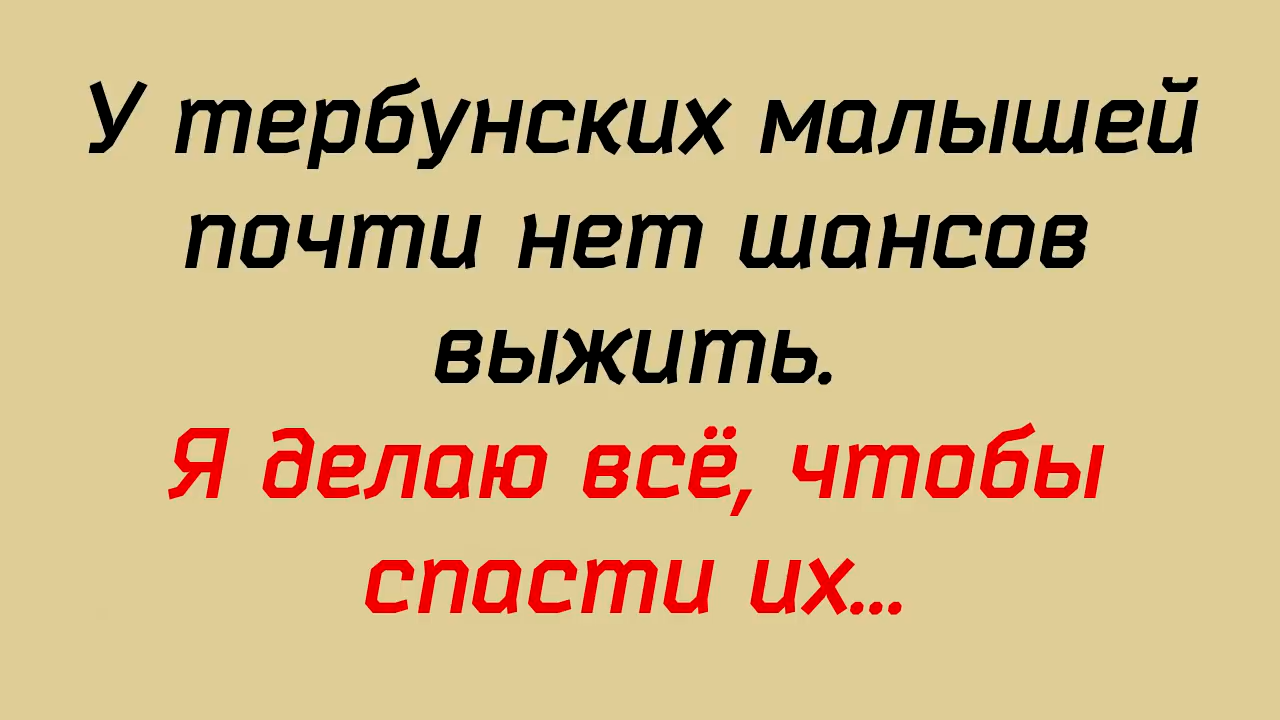 У тербунских малышей
почти нет шансов
выжить.
Я делаю всё, чтобы
спасти их...